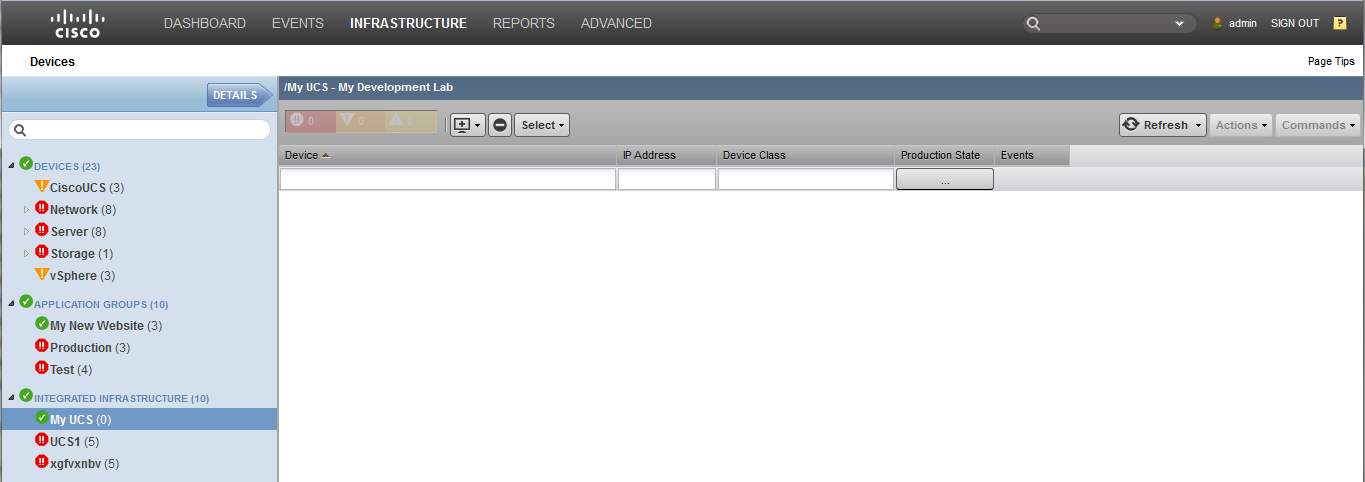 CISCO DASHBOARD EVENTS INFRASTRUCTURE REPORTS ADVANCED admin SIGN OUT ?
Devices Page Tips
DETAILS /My UCS - My Development Lab
0 0 0 Select Refresh Actions Commands
Device IP Address Device Class Production State Events
...
DEVICES (23)
CiscoUCS (3)
Network (8)
Server (8)
Storage (1)
vSphere (3)
APPLICATION GROUPS (10)
My New Website (3)
Production (3)
Test (4)
INTEGRATED INFRASTRUCTURE (10)
My UCS (0)
UCS1 (5)
xgfvxnbv (5)